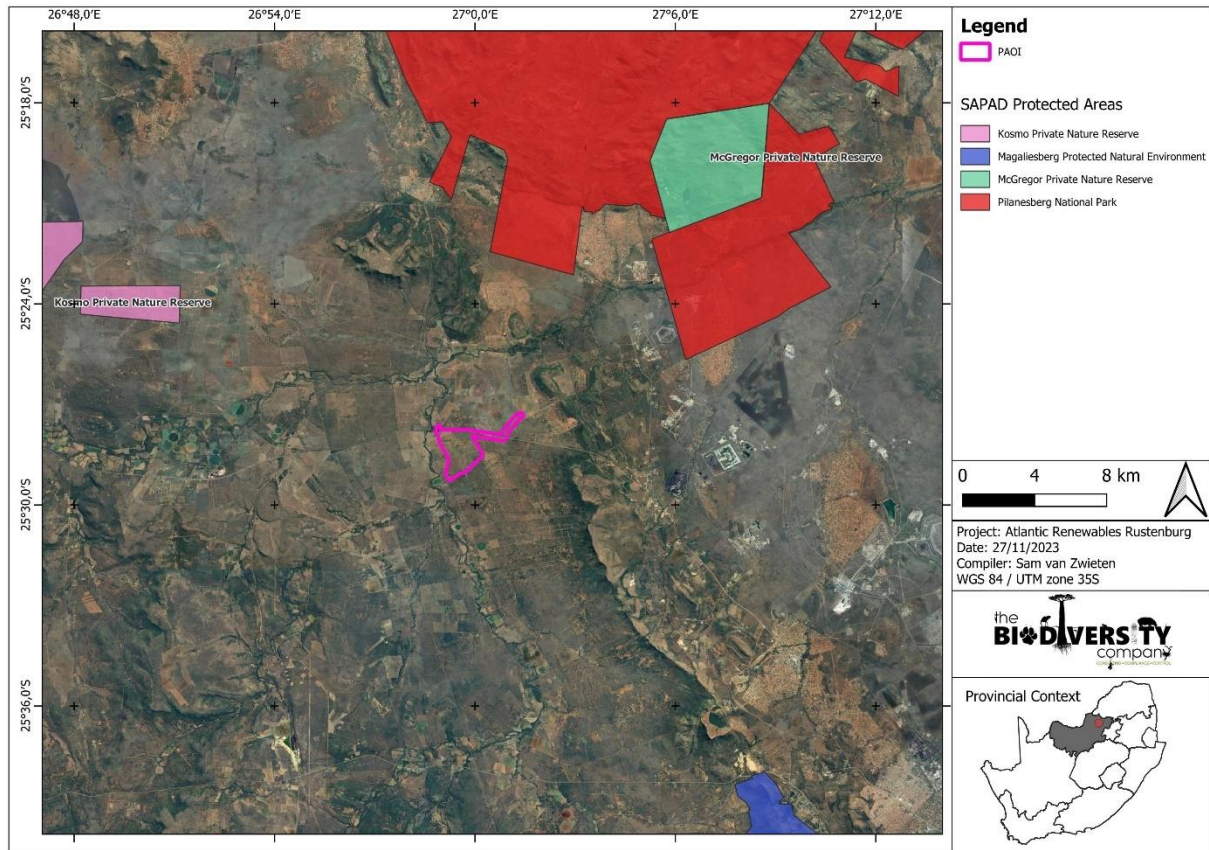 26°48,0'E
26°54,0'E
27°0,0'E
27°6,0'E
27°12,0'E
25°18,0'S
25°24,0'S
25°30,0'S
25°36,0'S
McGregor Private Nature Reserve
Kosmo Private Nature Reserve
Legend
PAOI
SAPAD Protected Areas
Kosmo Private Nature Reserve
Magaliesberg Protected Natural Environment
McGregor Private Nature Reserve
Pilanesberg National Park
0 4 8 km
Project: Atlantic Renewables Rustenburg
Date: 27/11/2023
Compiler: Sam van Zwieten
WGS 84 / UTM zone 35S
the
BIODIVERSITY
company
CONSULTING•COMPLIANCE•CONTROL
Provincial Context